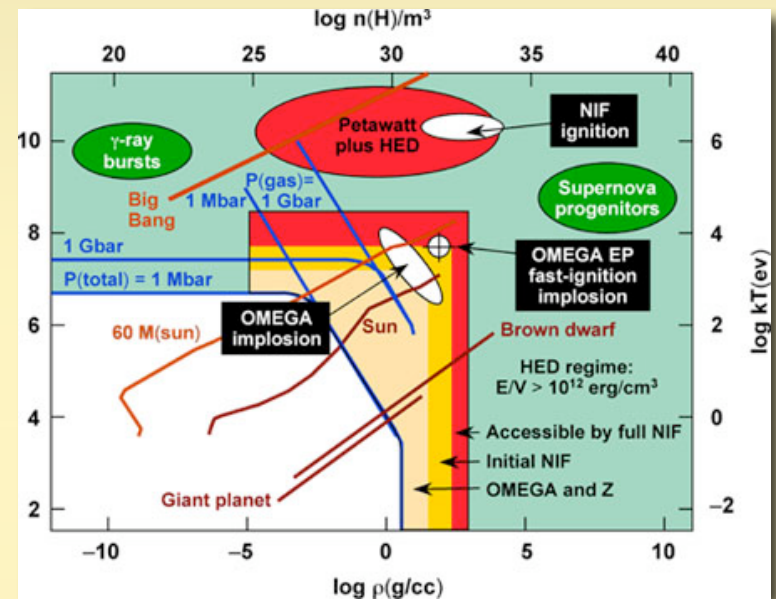 log n(H)/m³
20 25 30 35 40
10
8
6
4
2
6
4
2
0
−2
log kT(ev)
γ-ray
bursts
Big
Bang
Petawatt
plus HED
NIF
ignition
P(gas)=
1 Mbar
1 Gbar
Supernova
progenitors
1 Gbar
P(total) = 1 Mbar
OMEGA EP
fast-ignition
implosion
60 M(sun)
OMEGA
implosion
Sun
Brown dwarf
HED regime:
E/V > 10¹² erg/cm³
Accessible by full NIF
Initial NIF
OMEGA and Z
Giant planet
−10 −5 0 5 10
log ρ(g/cc)